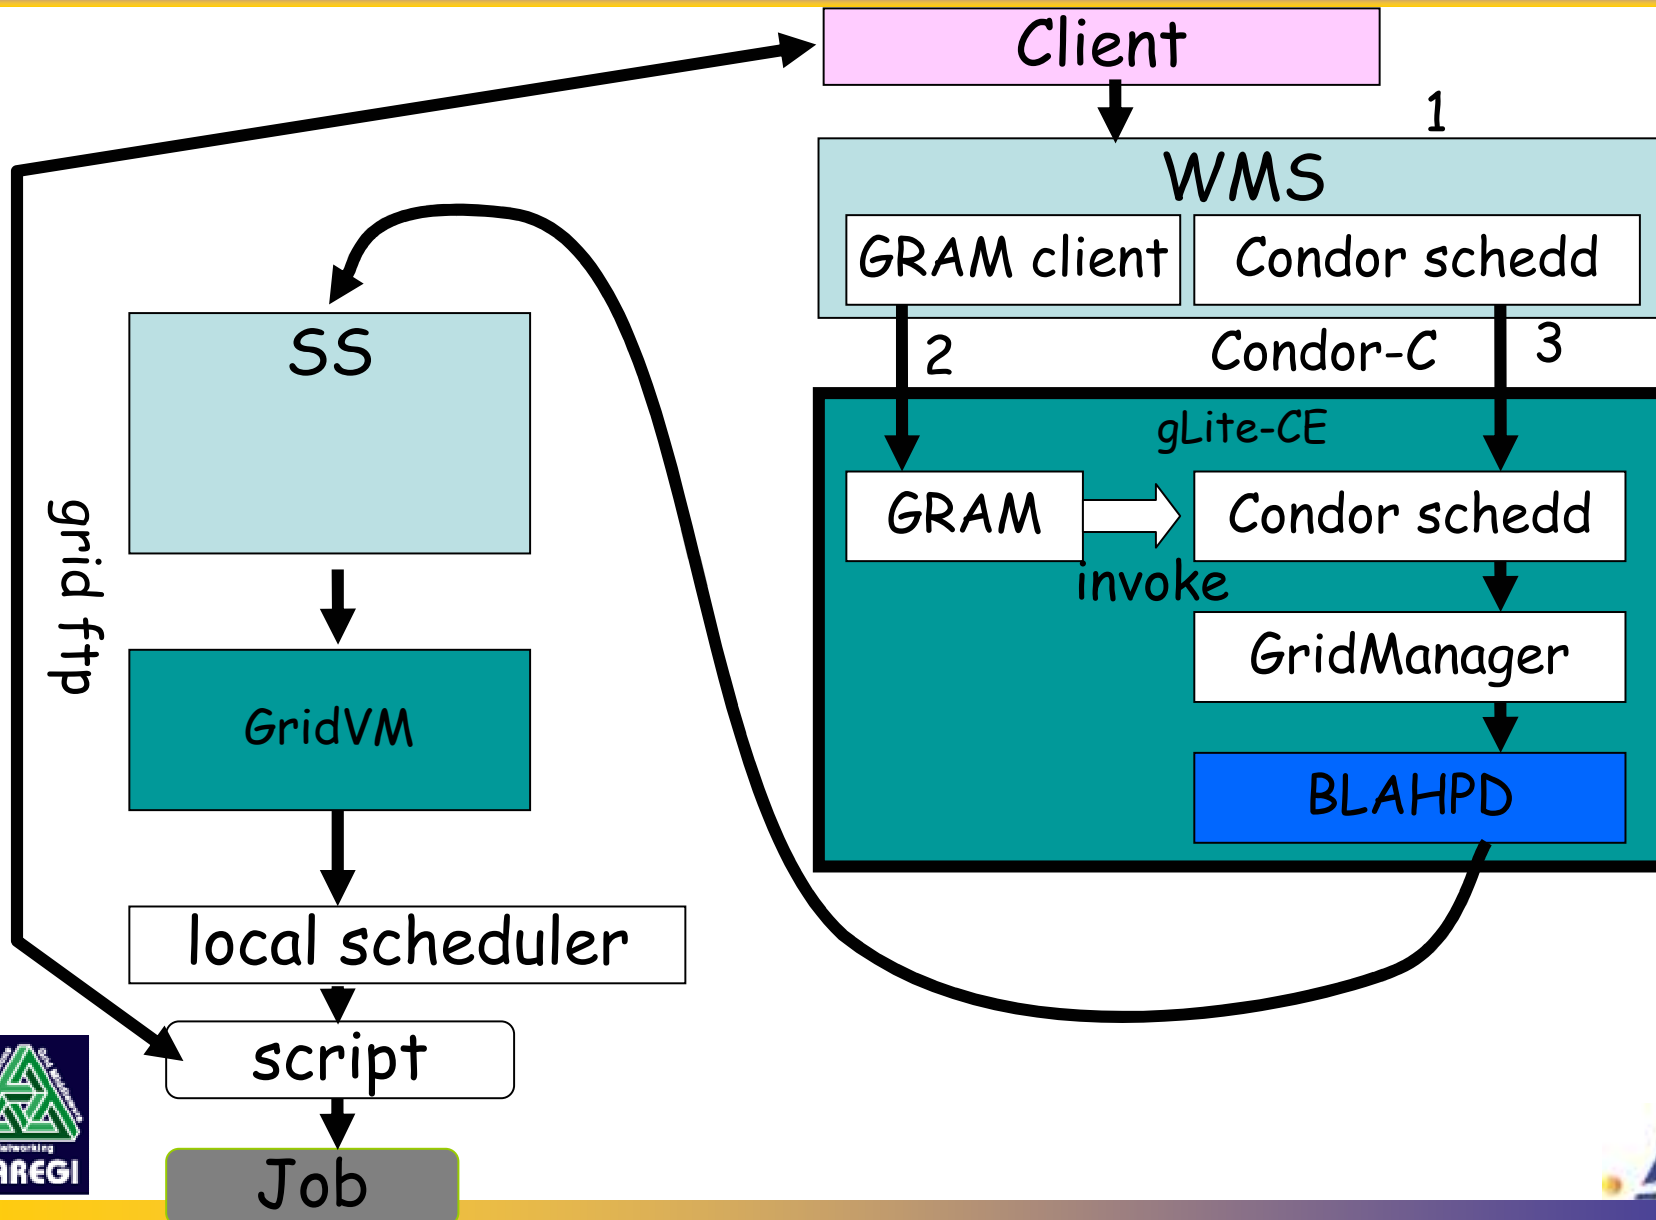 Client
1
WMS
GRAM client
Condor schedd
2
Condor-C
3
SS
gLite-CE
GRAM
Condor schedd
invoke
grid ftp
GridManager
GridVM
BLAHPD
local scheduler
script
Job
AREGI